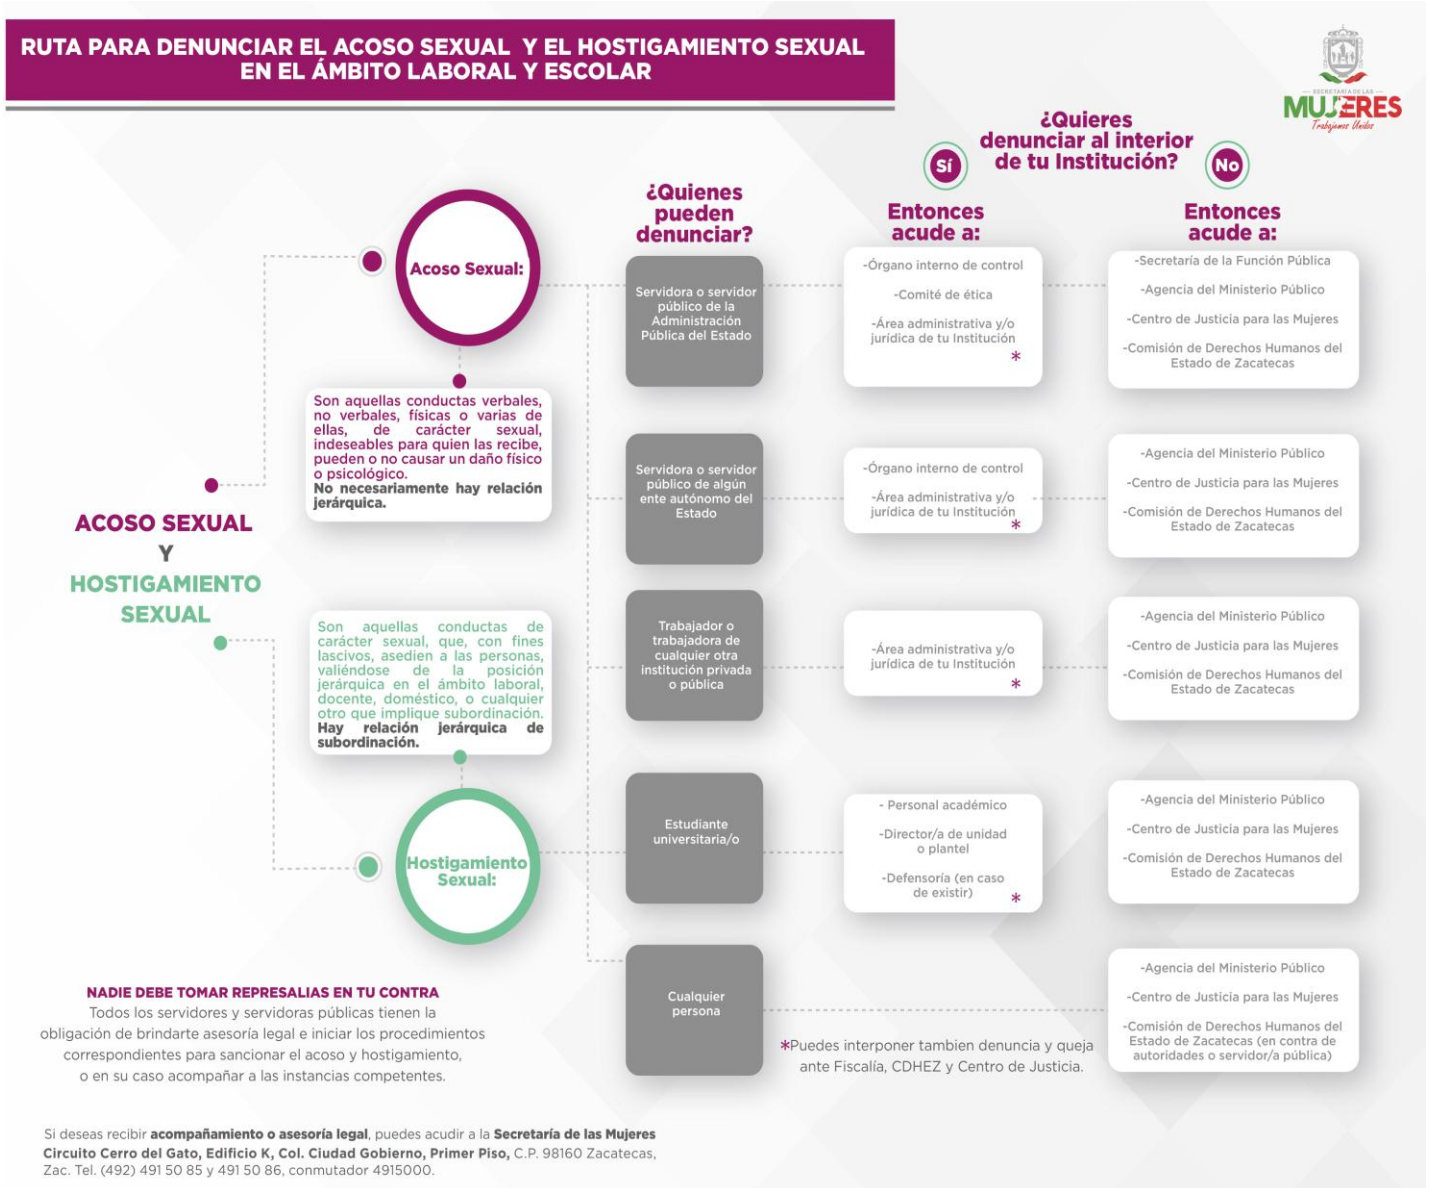 RUTA PARA DENUNCIAR EL ACOSO SEXUAL Y EL HOSTIGAMIENTO SEXUAL
EN EL ÁMBITO LABORAL Y ESCOLAR
SECRETARÍA DE LAS
MUJERES
Trabajemos Unidos
¿Quieres
denunciar al interior
de tu Institución?
Sí
No
¿Quienes
pueden
denunciar?
Entonces
acude a:
Entonces
acude a:
Acoso Sexual:
Son aquellas conductas verbales,
no verbales, físicas o varias de
ellas, de carácter sexual,
indeseables para quien las recibe,
pueden o no causar un daño físico
o psicológico.
No necesariamente hay relación
jerárquica.
ACOSO SEXUAL
Y
HOSTIGAMIENTO
SEXUAL
Son aquellas conductas de
carácter sexual, que, con fines
lascivos, asedien a las personas,
valiéndose de la posición
jerárquica en el ámbito laboral,
docente, doméstico, o cualquier
otro que implique subordinación.
Hay relación jerárquica de
subordinación.
Hostigamiento
Sexual:
Servidora o servidor
público de la
Administración
Pública del Estado
-Órgano interno de control
-Comité de ética
-Área administrativa y/o
jurídica de tu Institución
*
-Secretaría de la Función Pública
-Agencia del Ministerio Público
-Centro de Justicia para las Mujeres
-Comisión de Derechos Humanos del
Estado de Zacatecas
Servidora o servidor
público de algún
ente autónomo del
Estado
-Órgano interno de control
-Área administrativa y/o
jurídica de tu Institución
*
-Agencia del Ministerio Público
-Centro de Justicia para las Mujeres
-Comisión de Derechos Humanos del
Estado de Zacatecas
Trabajador o
trabajadora de
cualquier otra
institución privada
o pública
-Área administrativa y/o
jurídica de tu Institución
*
-Agencia del Ministerio Público
-Centro de Justicia para las Mujeres
-Comisión de Derechos Humanos del
Estado de Zacatecas
Estudiante
universitaria/o
- Personal académico
-Director/a de unidad
o plantel
-Defensoría (en caso
de existir)
*
-Agencia del Ministerio Público
-Centro de Justicia para las Mujeres
-Comisión de Derechos Humanos del
Estado de Zacatecas
Cualquier
persona
-Agencia del Ministerio Público
-Centro de Justicia para las Mujeres
-Comisión de Derechos Humanos del
Estado de Zacatecas (en contra de
autoridades o servidor/a pública)
*Puedes interponer tambien denuncia y queja
ante Fiscalía, CDHEZ y Centro de Justicia.
NADIE DEBE TOMAR REPRESALIAS EN TU CONTRA
Todos los servidores y servidoras públicas tienen la
obligación de brindarte asesoría legal e iniciar los procedimientos
correspondientes para sancionar el acoso y hostigamiento,
o en su caso acompañar a las instancias competentes.
Si deseas recibir acompañamiento o asesoría legal, puedes acudir a la Secretaría de las Mujeres
Circuito Cerro del Gato, Edificio K, Col. Ciudad Gobierno, Primer Piso, C.P. 98160 Zacatecas,
Zac. Tel. (492) 491 50 85 y 491 50 86, conmutador 4915000.